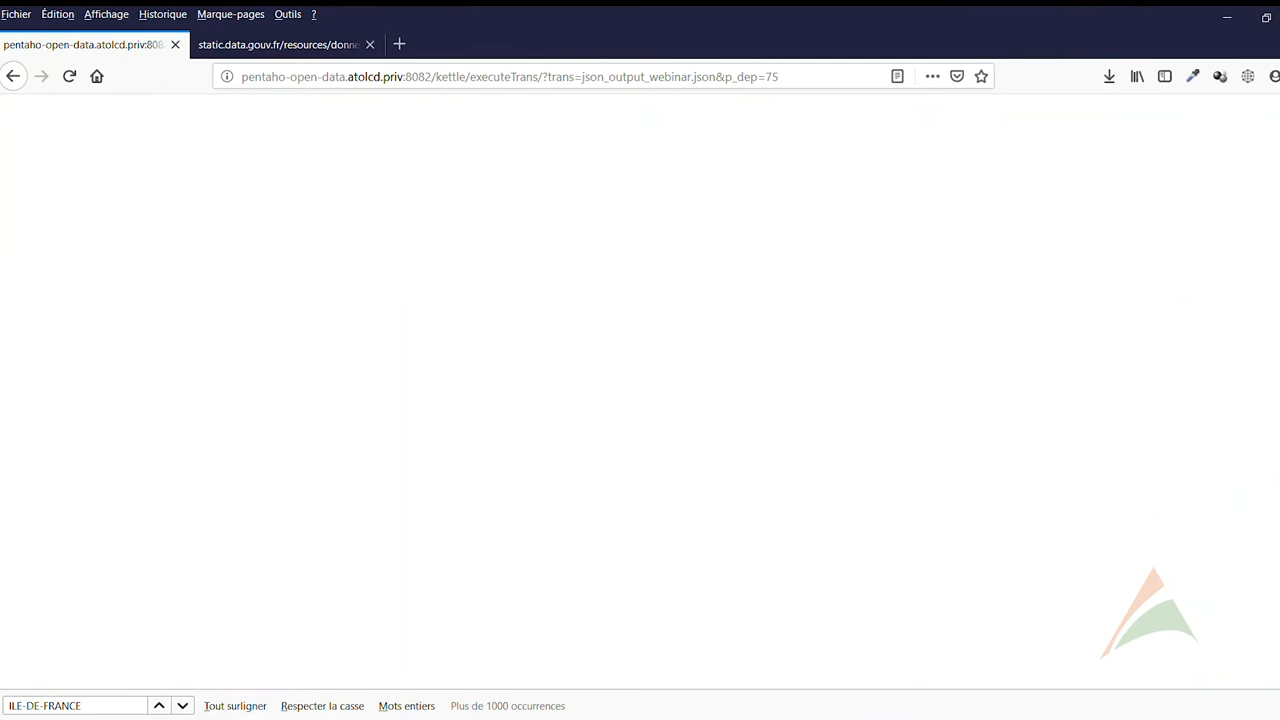 Fichier Édition Affichage Historique Marque-pages Outils ?
pentaho-open-data.atolcd.priv:808 static.data.gouv.fr/resources/donne
pentaho-open-data.atolcd.priv:8082/kettle/executeTrans/?trans=json_output_webinar.json&p_dep=75
ILE-DE-FRANCE Tout surligner Respecter la casse Mots entiers Plus de 1000 occurrences